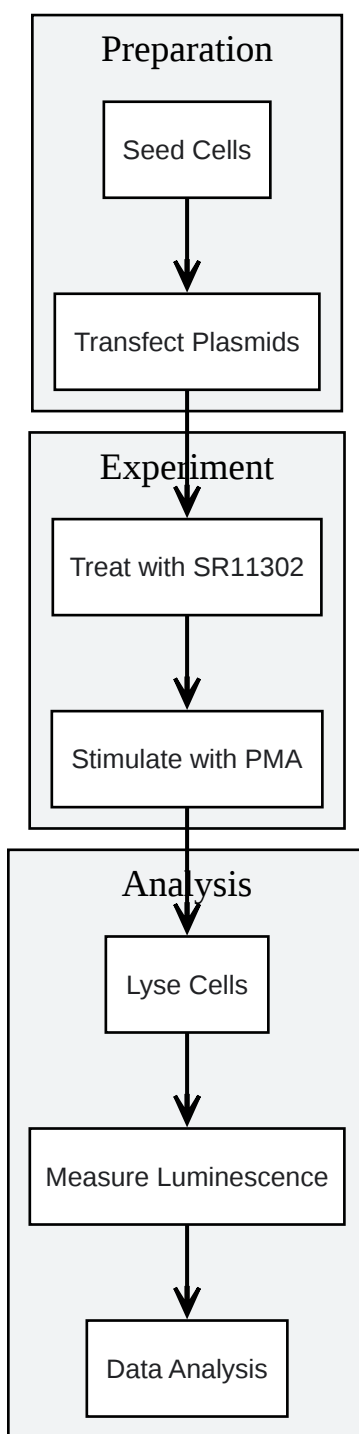 Preparation
Seed Cells
Transfect Plasmids
Experiment
Treat with SR11302
Stimulate with PMA
Analysis
Lyse Cells
Measure Luminescence
Data Analysis